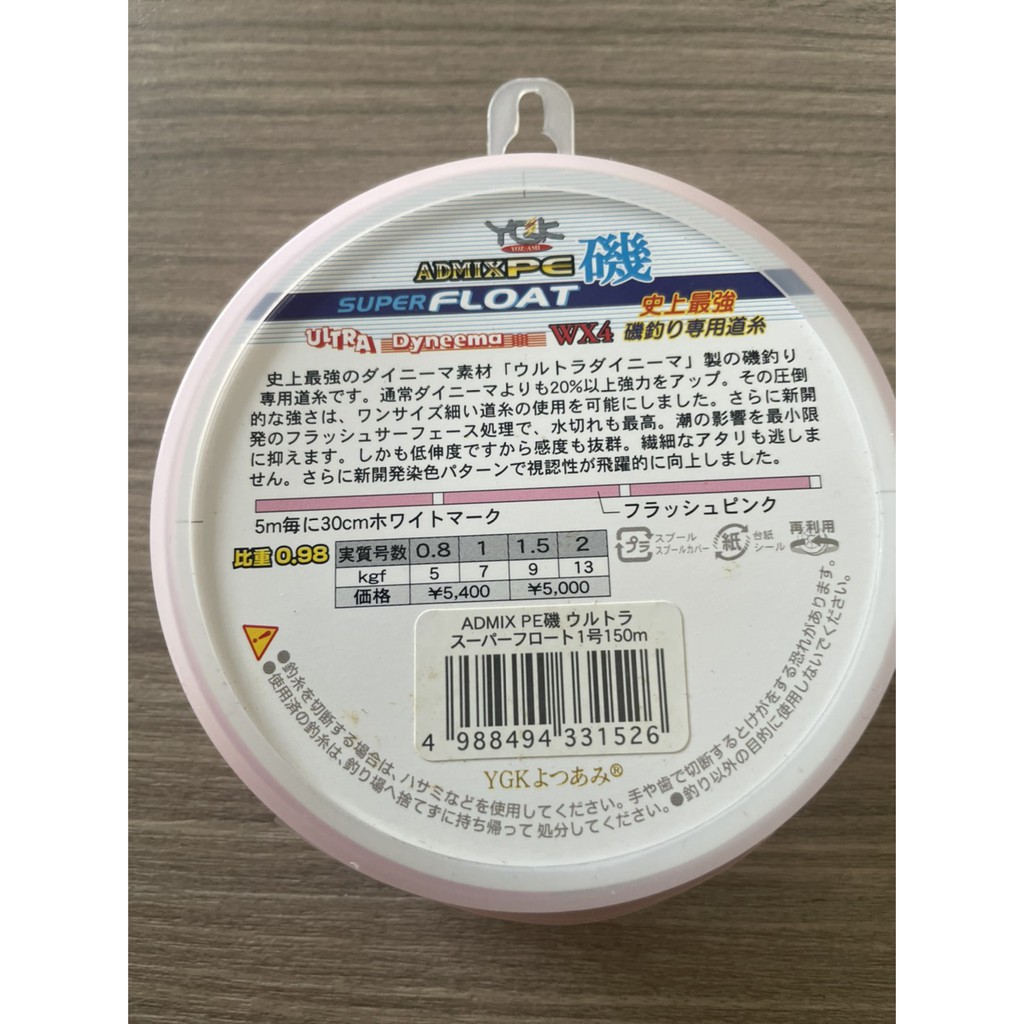 YGK
YOZ-AMI
ADMIX PE 磯
SUPER FLOAT
史上最強
ULTRA Dyneema WX4 磯釣り専用道糸
史上最強のダイニーマ素材「ウルトラダイニーマ」製の磯釣り
専用道糸です。通常ダイニーマよりも20%以上強力をアップ。その圧倒
的な強さは、ワンサイズ細い道糸の使用を可能にしました。さらに新開
発のフラッシュサーフェース処理で、水切れも最高。潮の影響を最小限
に抑えます。しかも低伸度ですから感度も抜群。繊細なアタリも逃しま
せん。さらに新開発染色パターンで視認性が飛躍的に向上しました。
5m毎に30cmホワイトマーク
フラッシュピンク
比重0.98
実質号数 0.8 1 1.5 2
kgf 5 7 9 13
価格 ¥5,400 ¥5,000
プラ スプール
スプールカバー
紙 台紙
シール
再利用
ADMIX PE磯 ウルトラ
スーパーフロート1号150m
4 988494 331526
YGKよつあみ®
●釣糸を切断する場合は、ハサミなどを使用してください。手や歯で切断するとけがをする恐れがあります。
●使用済の釣糸は、釣り場へ捨てずに持ち帰って処分してください。●釣り以外の目的に使用しないでください。